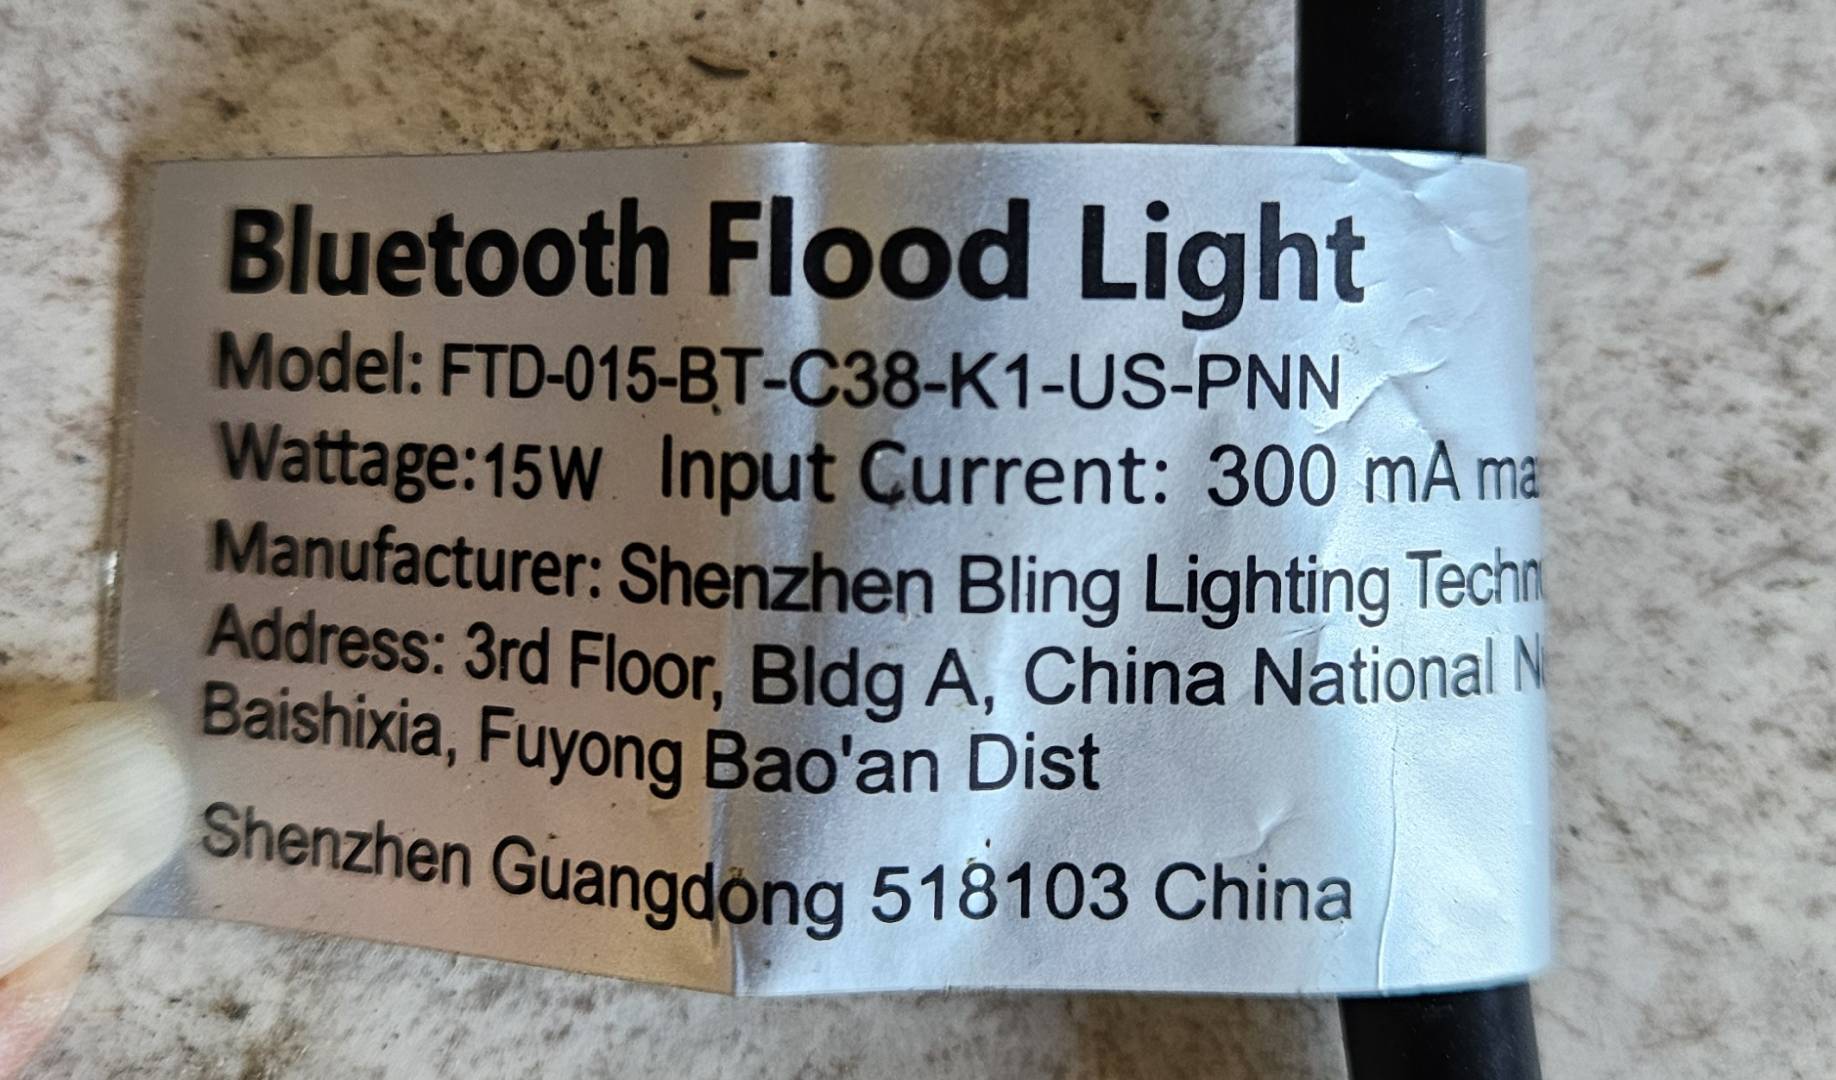 Bluetooth Flood Light
Model: FTD-015-BT-C38-K1-US-PNN
Wattage:15W Input Current: 300 mA
Manufacturer: Shenzhen Bling Lighting
Address: 3rd Floor, Bldg A, China National
Baishixia, Fuyong Bao'an Dist
Shenzhen Guangdong 518103 China